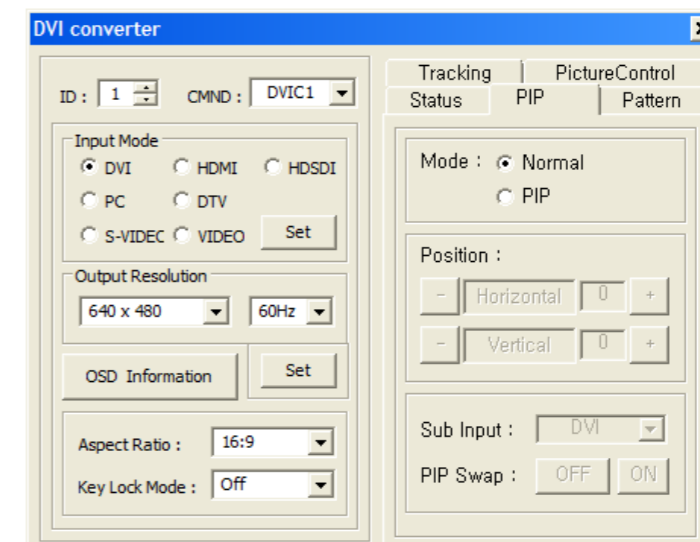 DVI converter
ID : 1 CMND : DVIC1
Input Mode
DVI HDMI HDSDI
PC DTV
S-VIDEC VIDEO Set
Output Resolution
640 x 480 60Hz
OSD Information Set
Aspect Ratio : 16:9
Key Lock Mode : Off
Tracking PictureControl
Status PIP Pattern
Mode : Normal
PIP
Position :
- Horizontal 0 +
- Vertical 0 +
Sub Input : DVI
PIP Swap : OFF ON